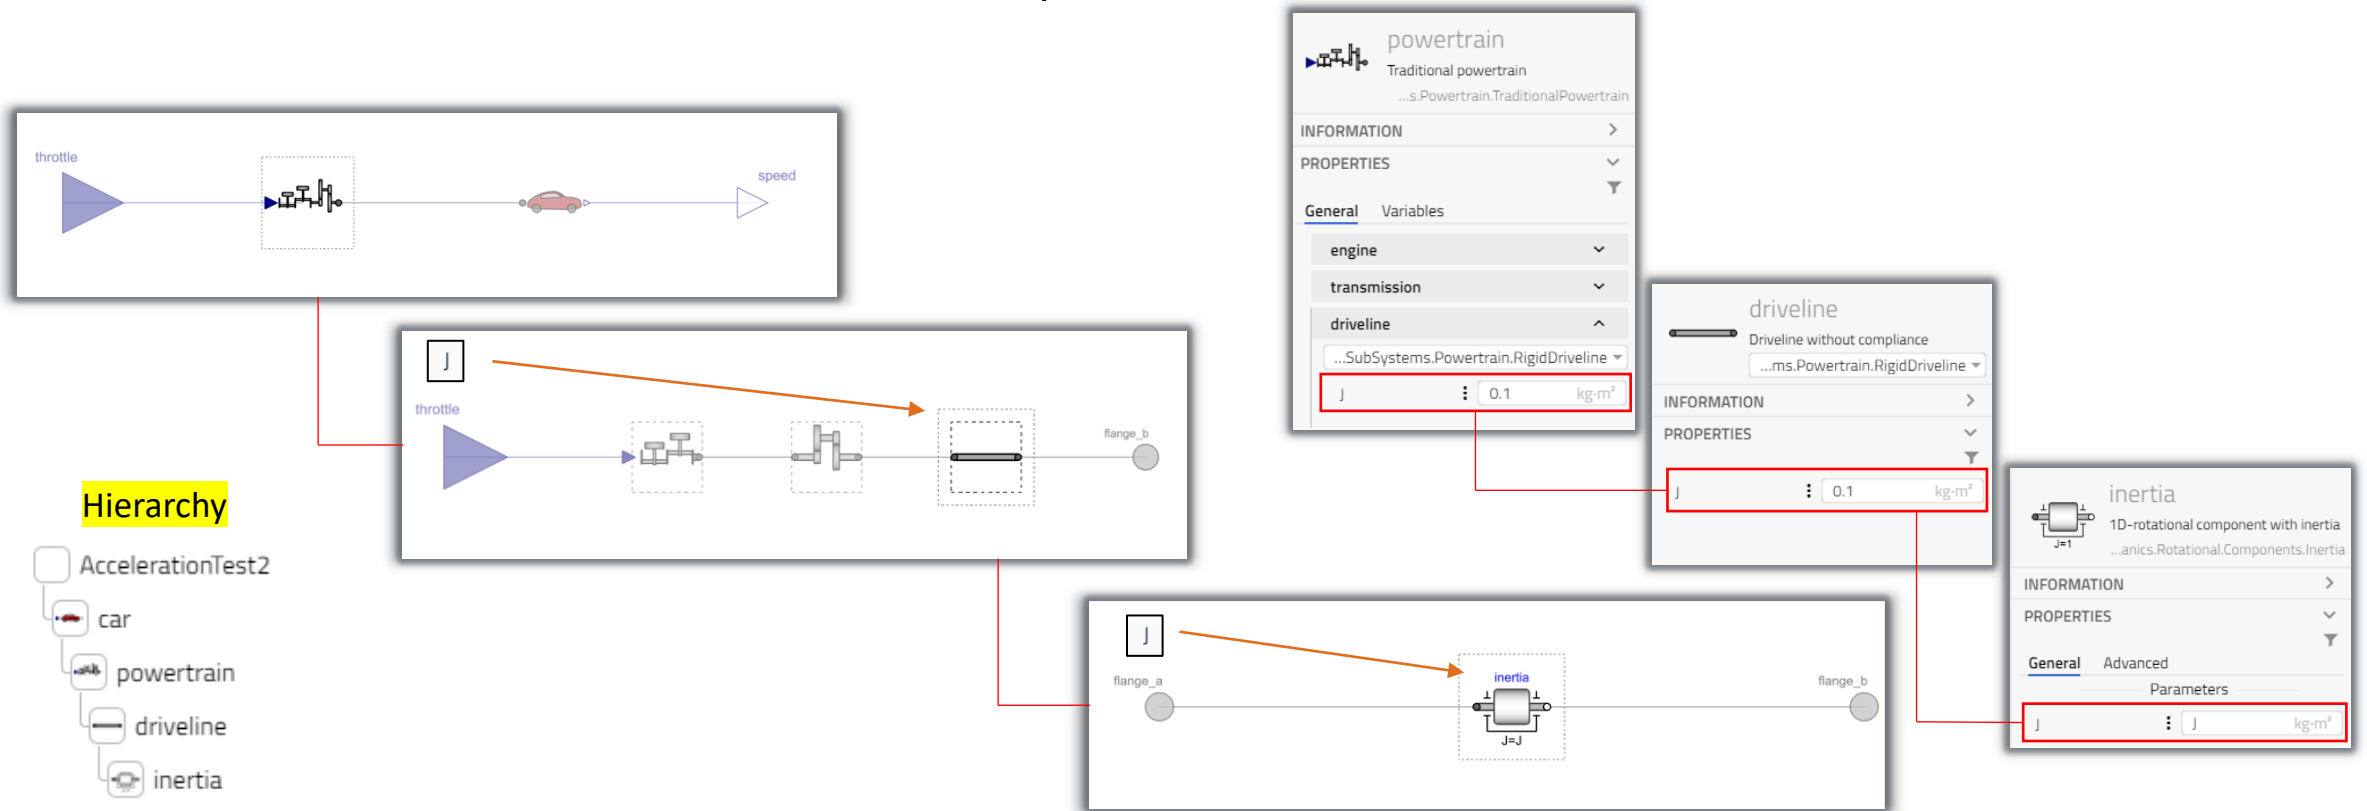 throttle
speed
J
throttle
flange_b
Hierarchy
AccelerationTest2
car
powertrain
driveline
inertia
J
flange_a
inertia
J=J
flange_b
powertrain
Traditional powertrain
...s.Powertrain.TraditionalPowertrain
INFORMATION
PROPERTIES
General Variables
engine
transmission
driveline
...SubSystems.Powertrain.RigidDriveline
J 0.1 kg·m²
driveline
Driveline without compliance
...ms.Powertrain.RigidDriveline
INFORMATION
PROPERTIES
J 0.1 kg·m²
inertia
J=1
1D-rotational component with inertia
...anics.Rotational.Components.Inertia
INFORMATION
PROPERTIES
General Advanced
Parameters
J J kg·m²